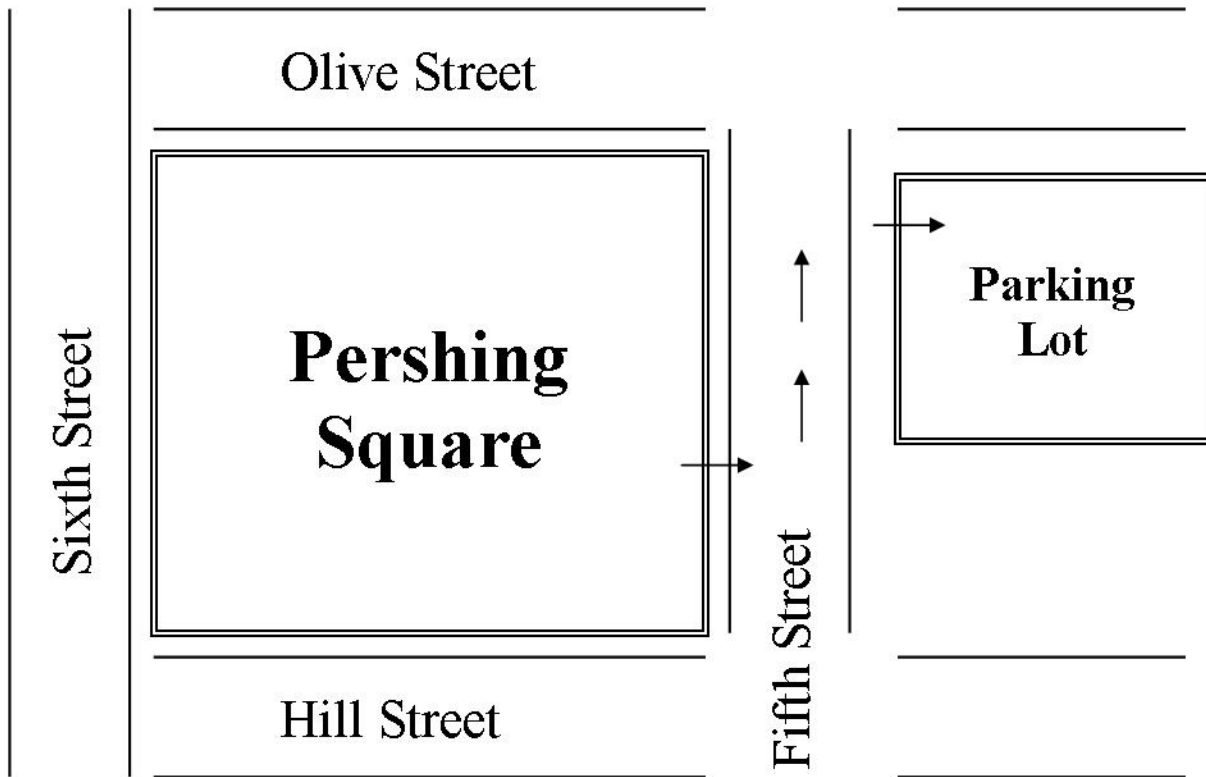 Olive Street
Sixth Street
Pershing
Square
Fifth Street
Parking
Lot
Hill Street